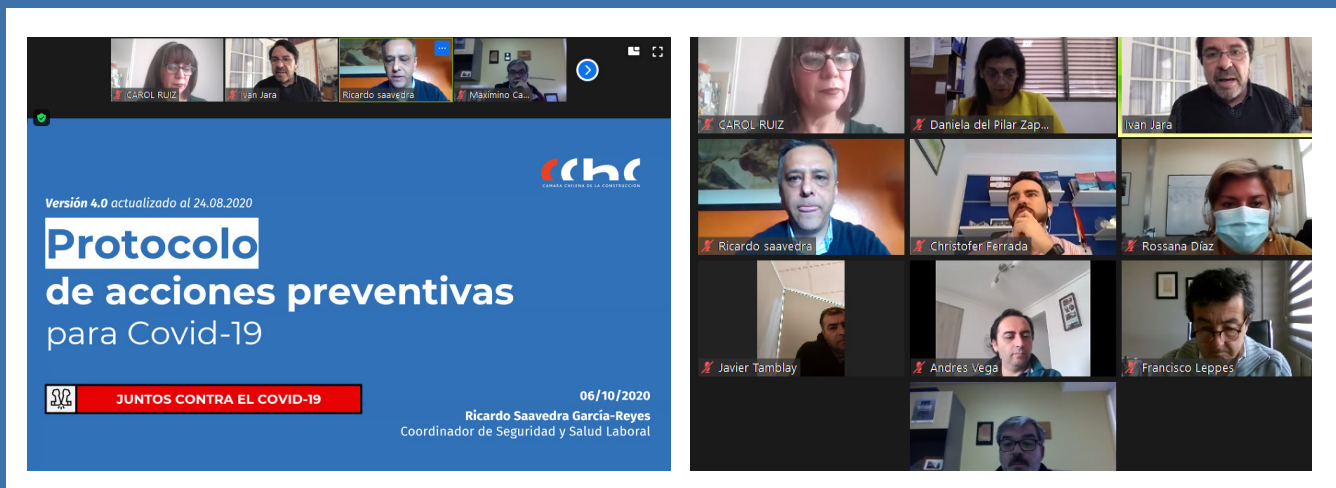 CAROL RUIZ
Ivan Jara
Ricardo saavedra
Maximino Ca...
cchc
CAMARA CHILENA DE LA CONSTRUCCIÓN
Versión 4.0 actualizado al 24.08.2020
Protocolo
de acciones preventivas
para Covid-19
JUNTOS CONTRA EL COVID-19
06/10/2020
Ricardo Saavedra García-Reyes
Coordinador de Seguridad y Salud Laboral
CAROL RUIZ
Daniela del Pilar Zap...
Ivan Jara
Ricardo saavedra
Christofer Ferrada
Rossana Díaz
Javier Tamblay
Andres Vega
Francisco Leppes